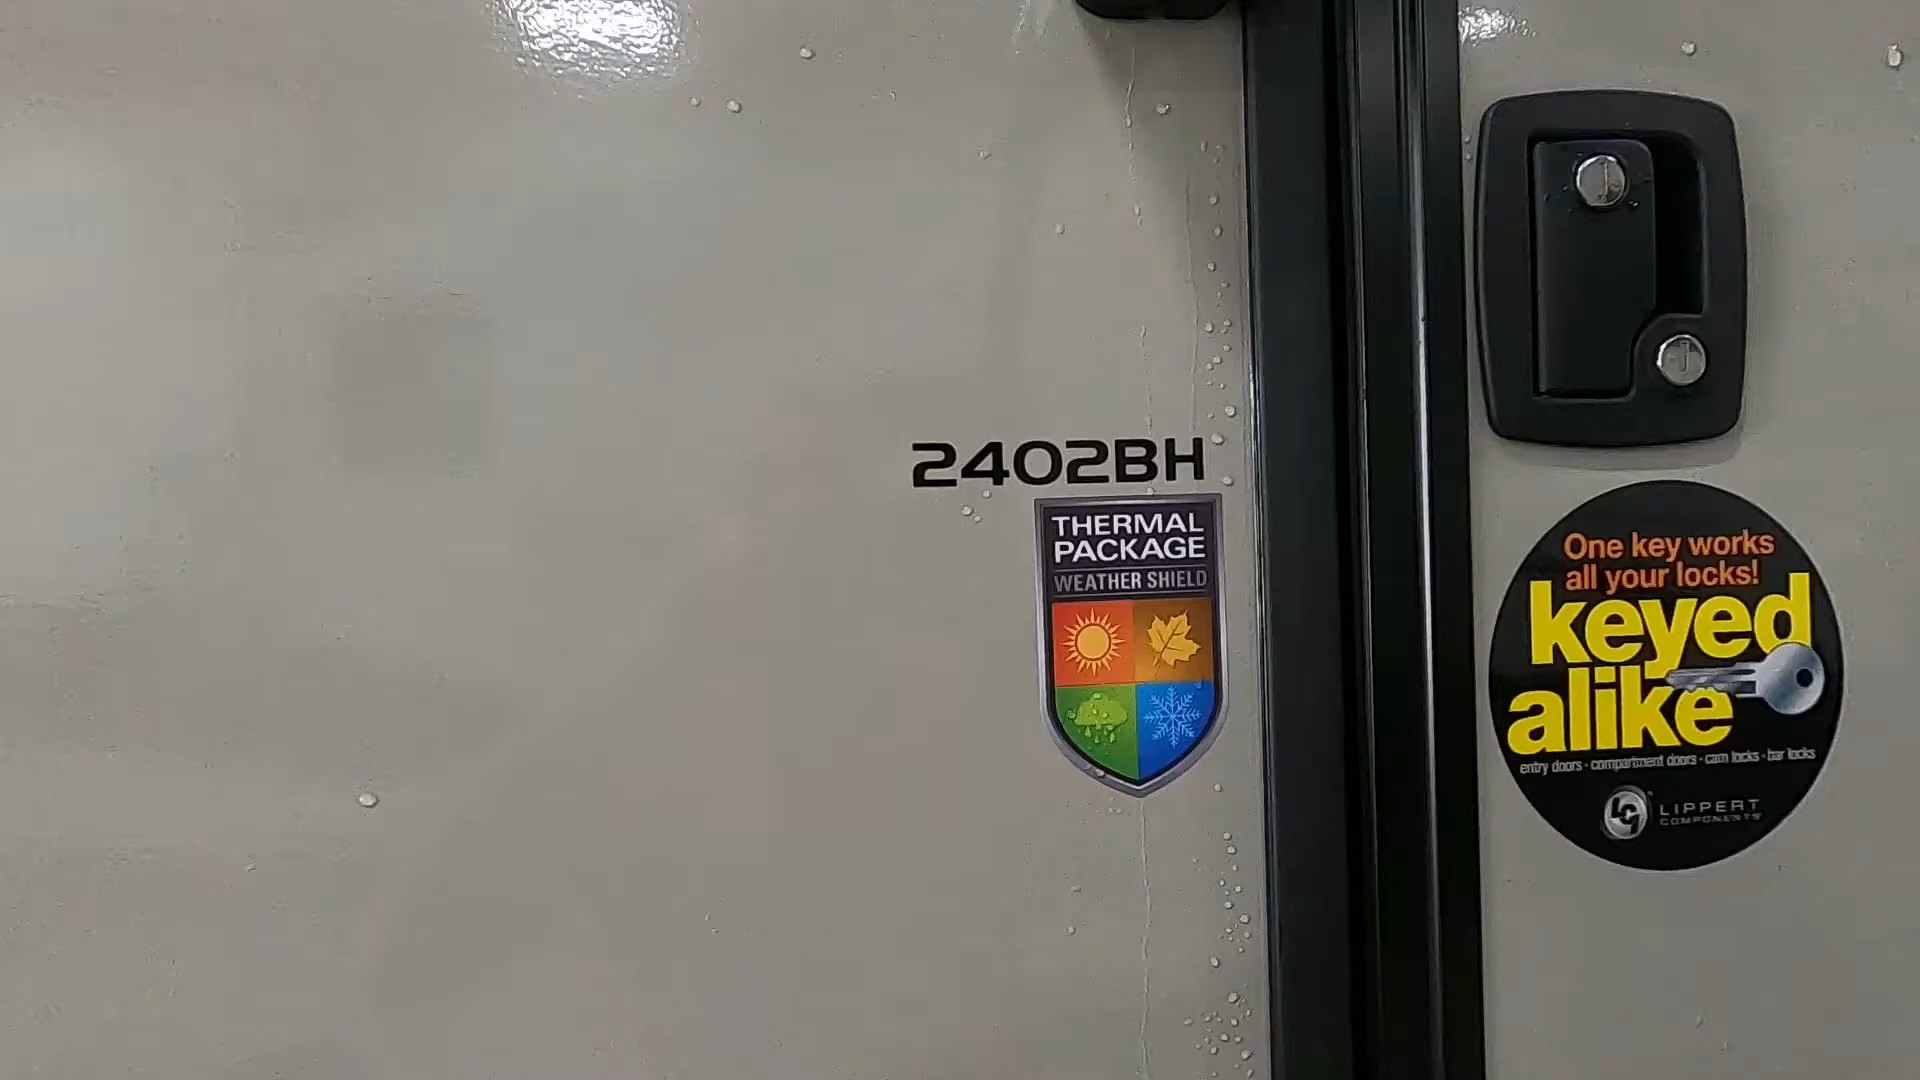 2402BH
THERMAL
PACKAGE
WEATHER SHIELD
One key works
all your locks!
keyed
alike
entry doors · compartment doors · cam locks · bar locks
LCI
LIPPERT
COMPONENTS